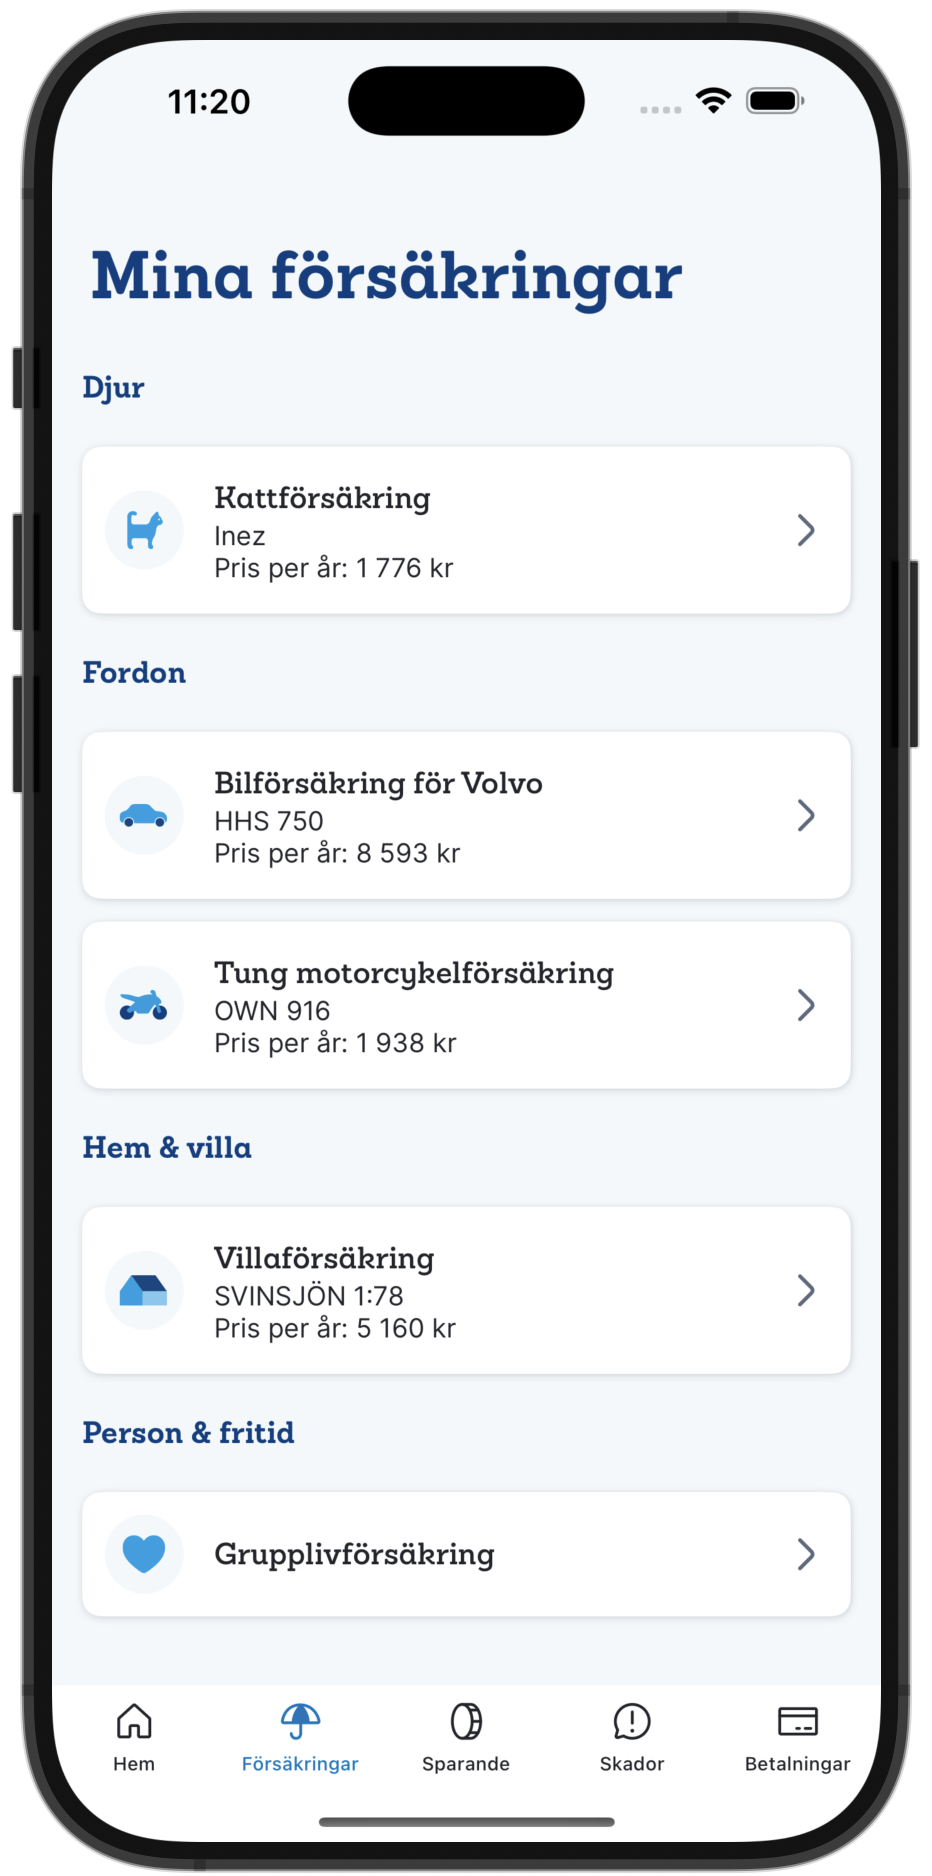 11:20
Mina försäkringar
Djur
Kattförsäkring
Inez
Pris per år: 1 776 kr
Fordon
Bilförsäkring för Volvo
HHS 750
Pris per år: 8 593 kr
Tung motorcykelförsäkring
OWN 916
Pris per år: 1 938 kr
Hem & villa
Villaförsäkring
SVINSJÖN 1:78
Pris per år: 5 160 kr
Person & fritid
Grupplivförsäkring
Hem
Försäkringar
Sparande
Skador
Betalningar